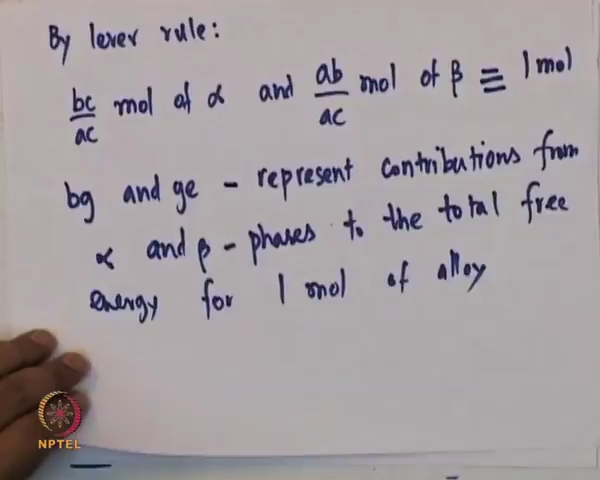 By lever rule:
bc/ac mol of α and ab/ac mol of β ≡ 1 mol
bg and ge - represent contributions from
α and β - phases to the total free
energy for 1 mol of alloy
NPTEL